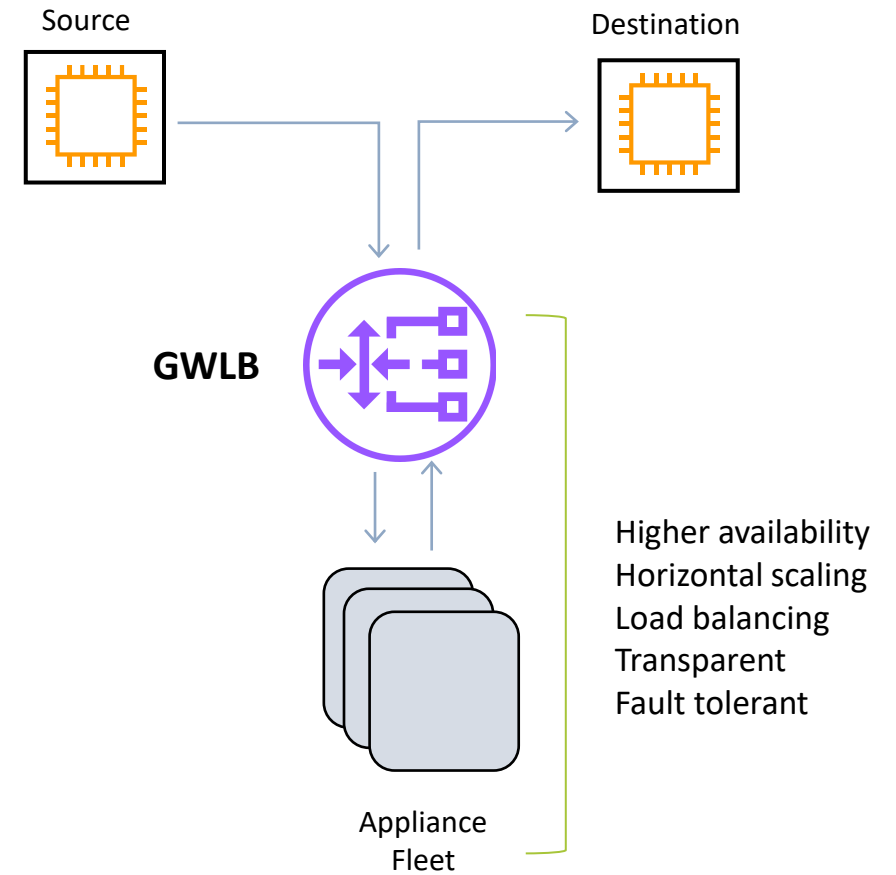 Source
Destination
GWLB
Higher availability
Horizontal scaling
Load balancing
Transparent
Fault tolerant
Appliance
Fleet